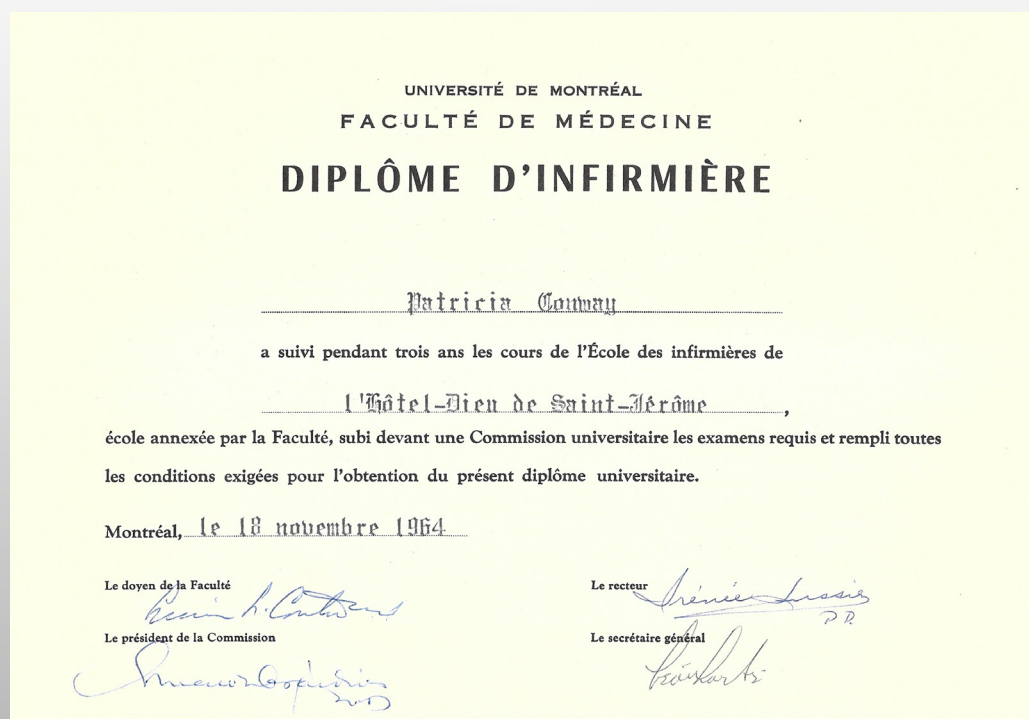 UNIVERSITÉ DE MONTRÉAL
FACULTÉ DE MÉDECINE
DIPLÔME D'INFIRMIÈRE
Patricia Conway
a suivi pendant trois ans les cours de l'École des infirmières de
l'Hôtel-Dieu de Saint-Jérôme,
école annexée par la Faculté, subi devant une Commission universitaire les examens requis et rempli toutes
les conditions exigées pour l'obtention du présent diplôme universitaire.
Montréal, le 18 novembre 1964
Le doyen de la Faculté
Le recteur
Irénée Lussier
P.D.
Le président de la Commission
Le secrétaire général